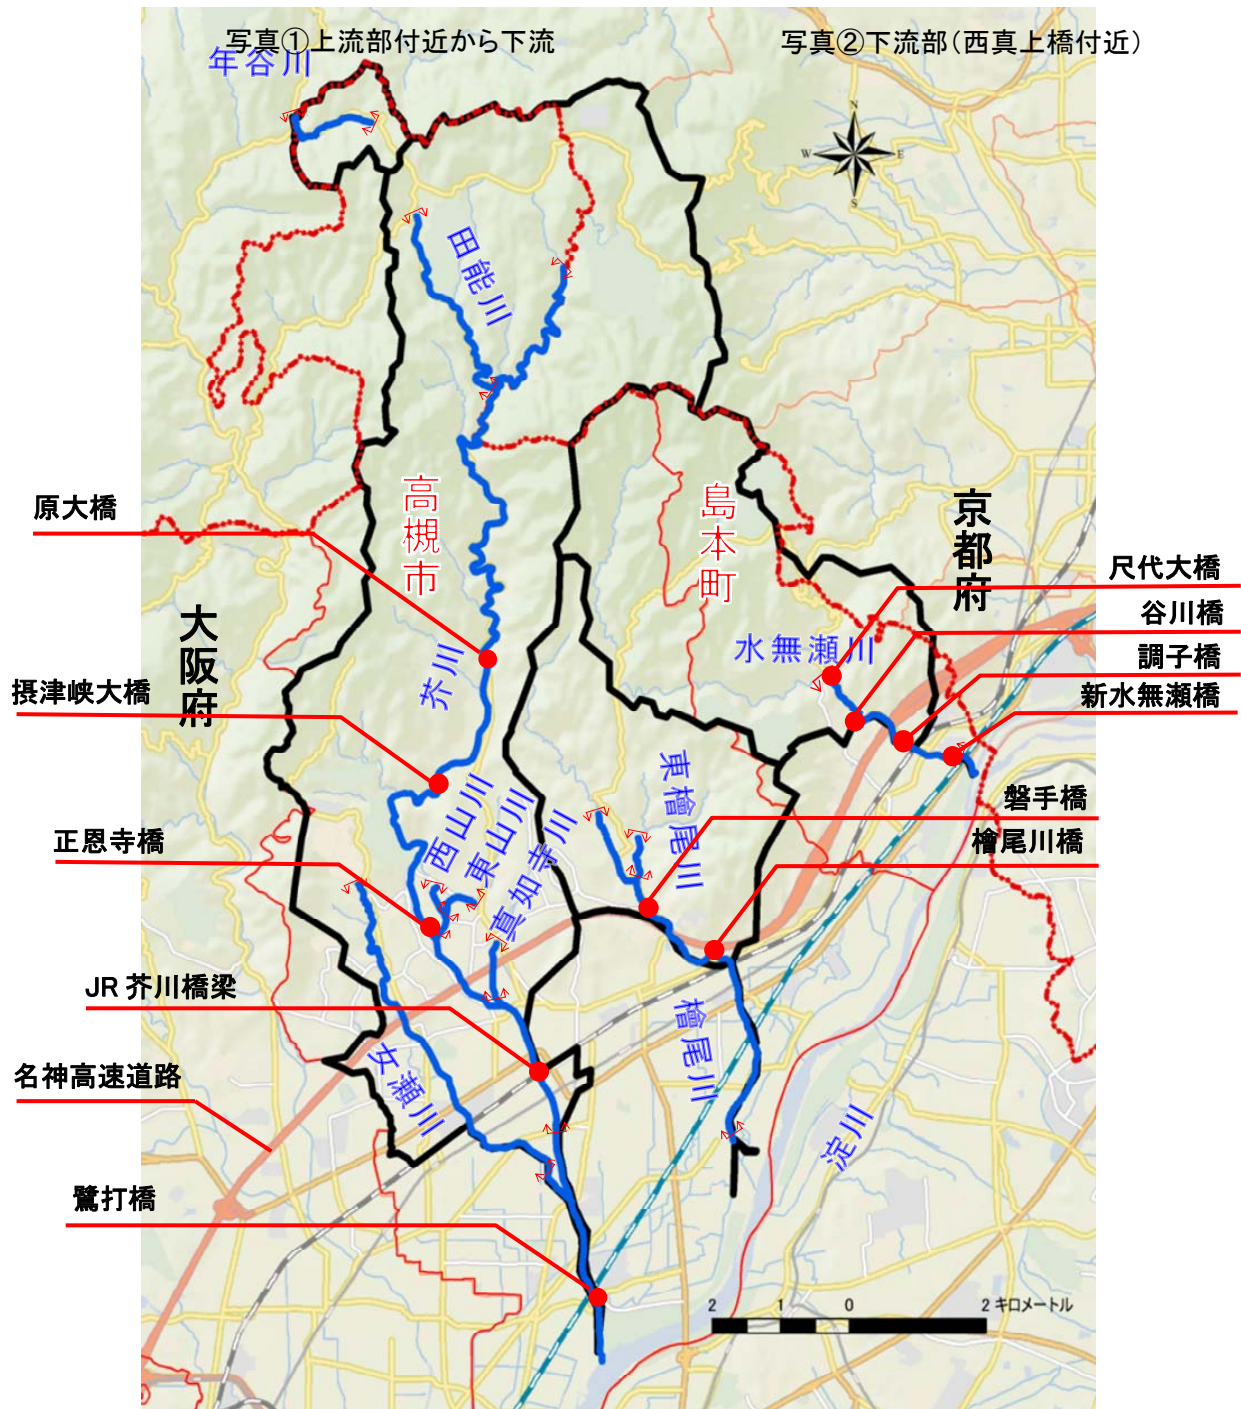 写真①上流部付近から下流
写真②下流部（西真上橋付近）
年谷川
N
W
E
S
田能川
高槻市
島本町
京都府
大阪府
原大橋
尺代大橋
谷川橋
調子橋
新水無瀬橋
水無瀬川
芥川
摂津峡大橋
東檜尾川
西山川
東山川
真如寺川
磐手橋
檜尾川橋
正恩寺橋
JR 芥川橋梁
檜尾川
女瀬川
名神高速道路
淀川
鷺打橋
2 1 0 2 キロメートル